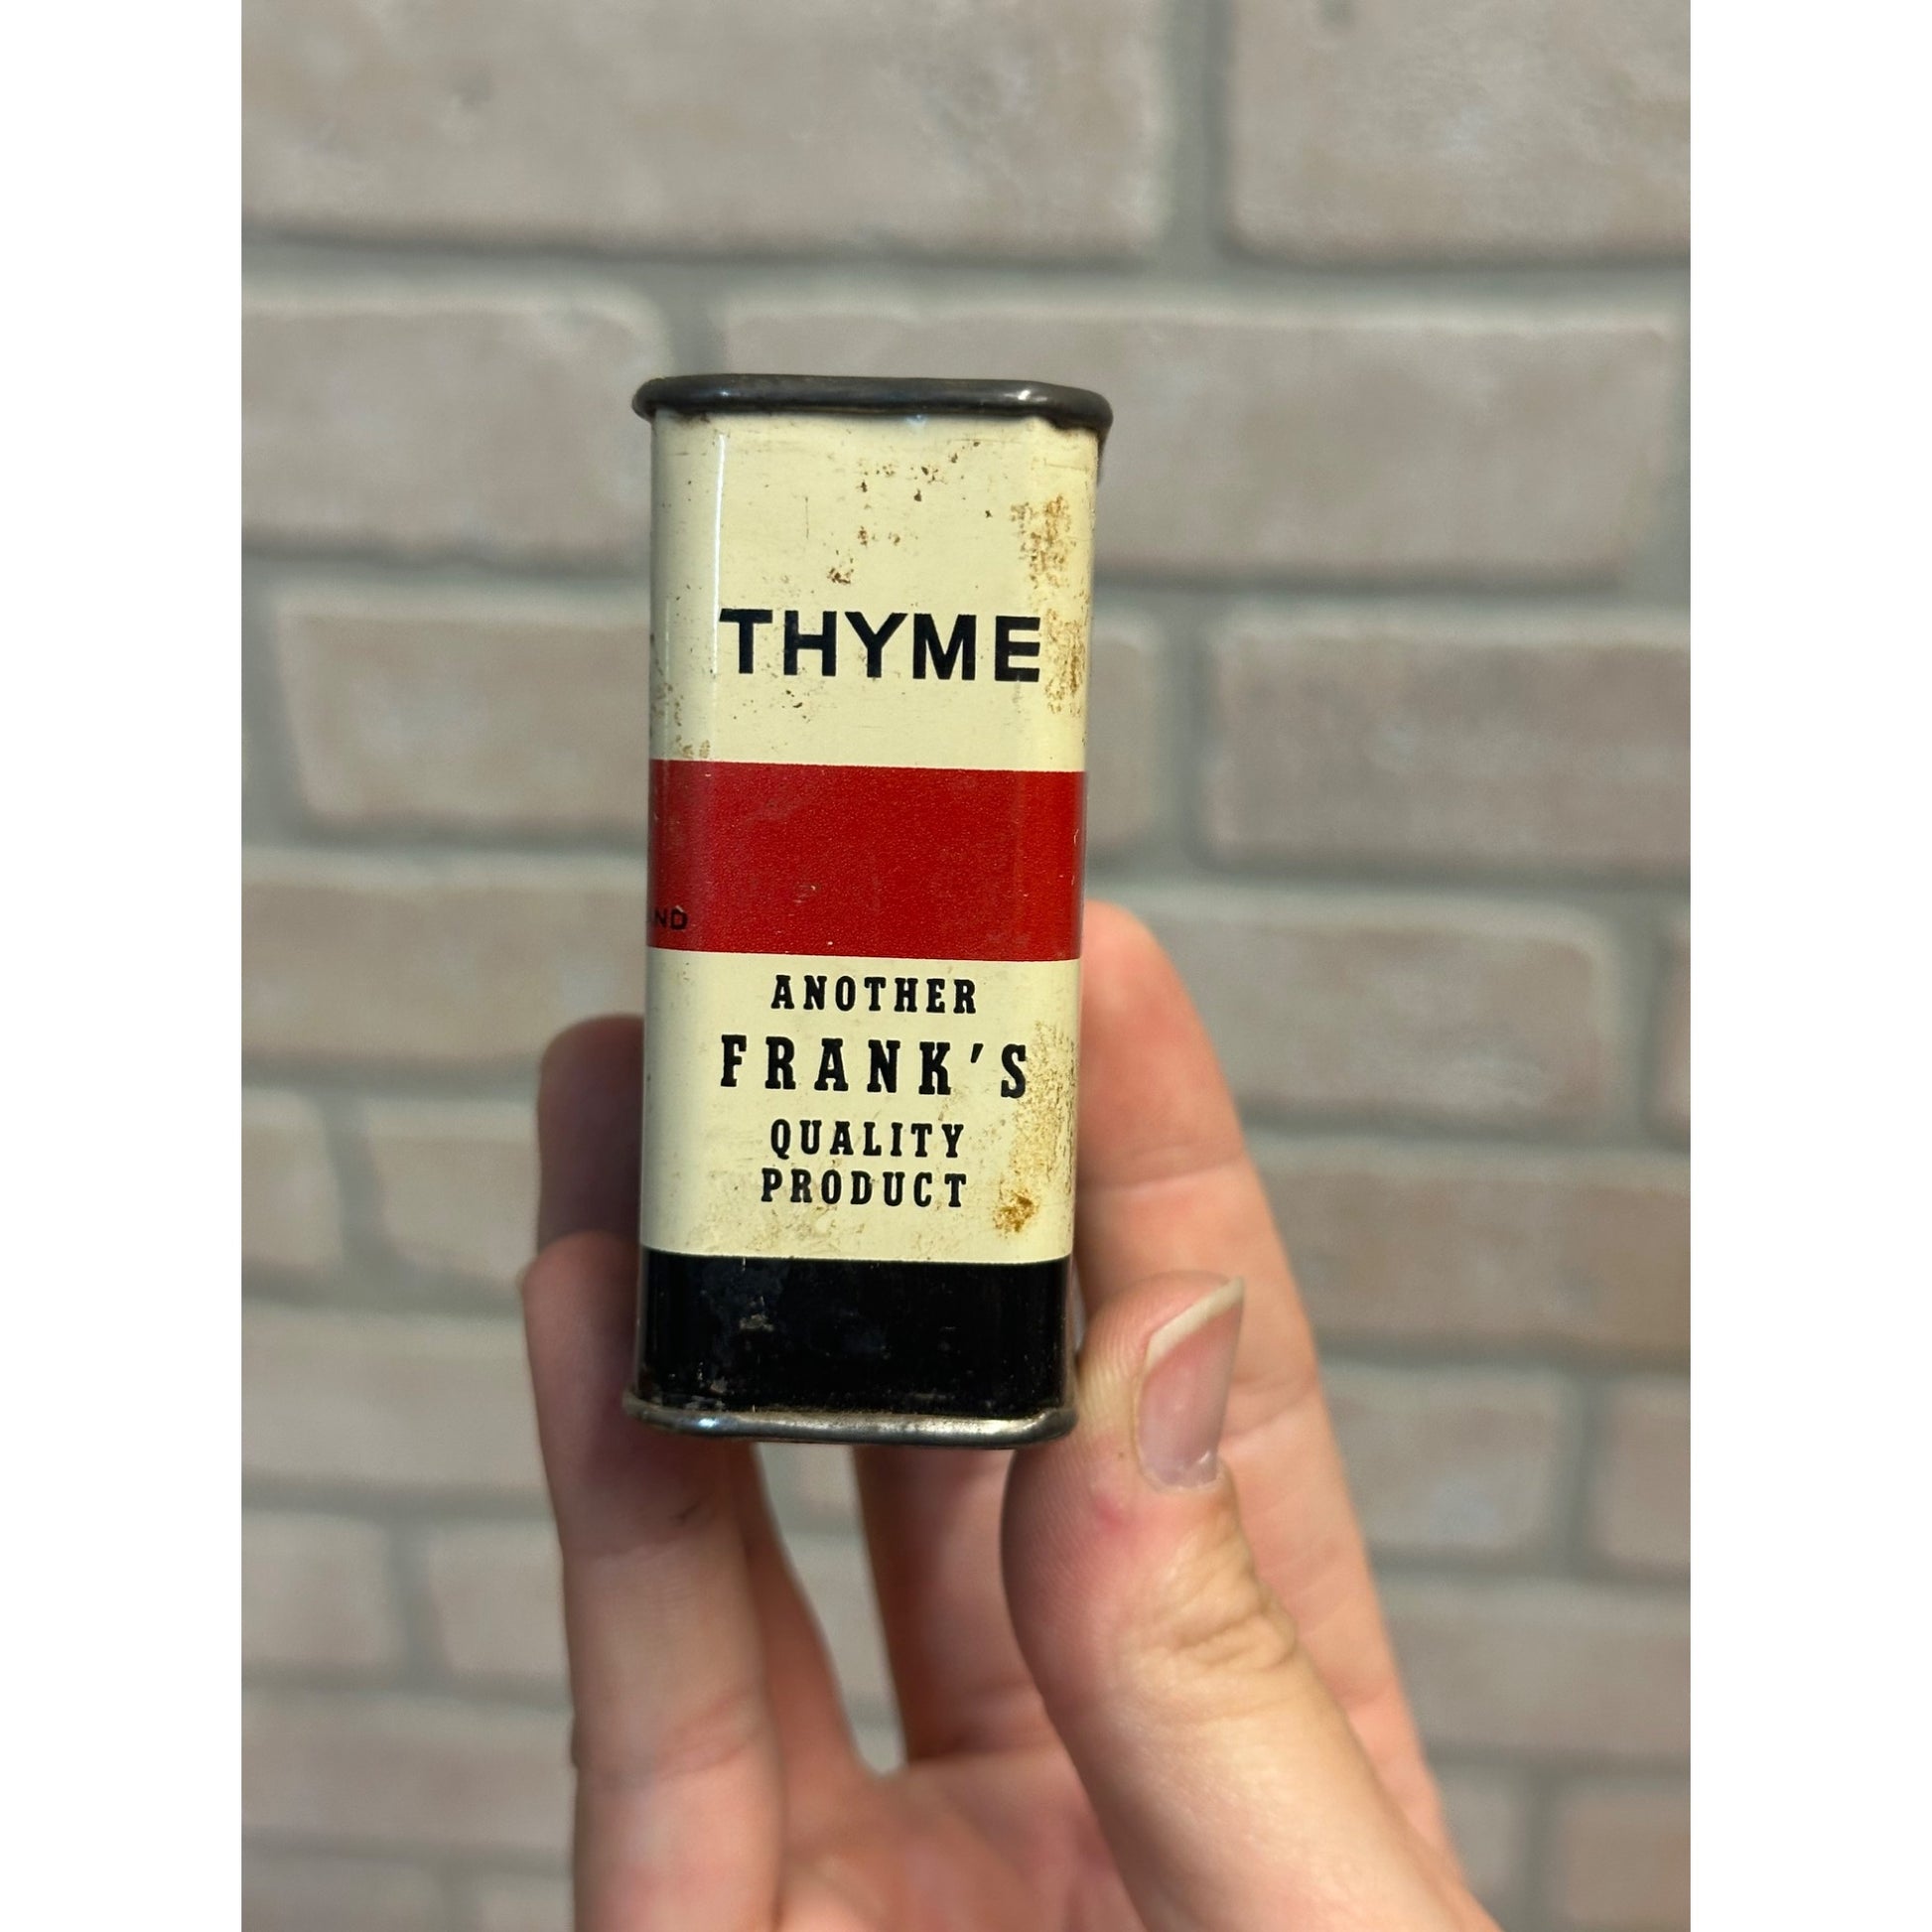 THYME
ANOTHER
FRANK'S
QUALITY
PRODUCT